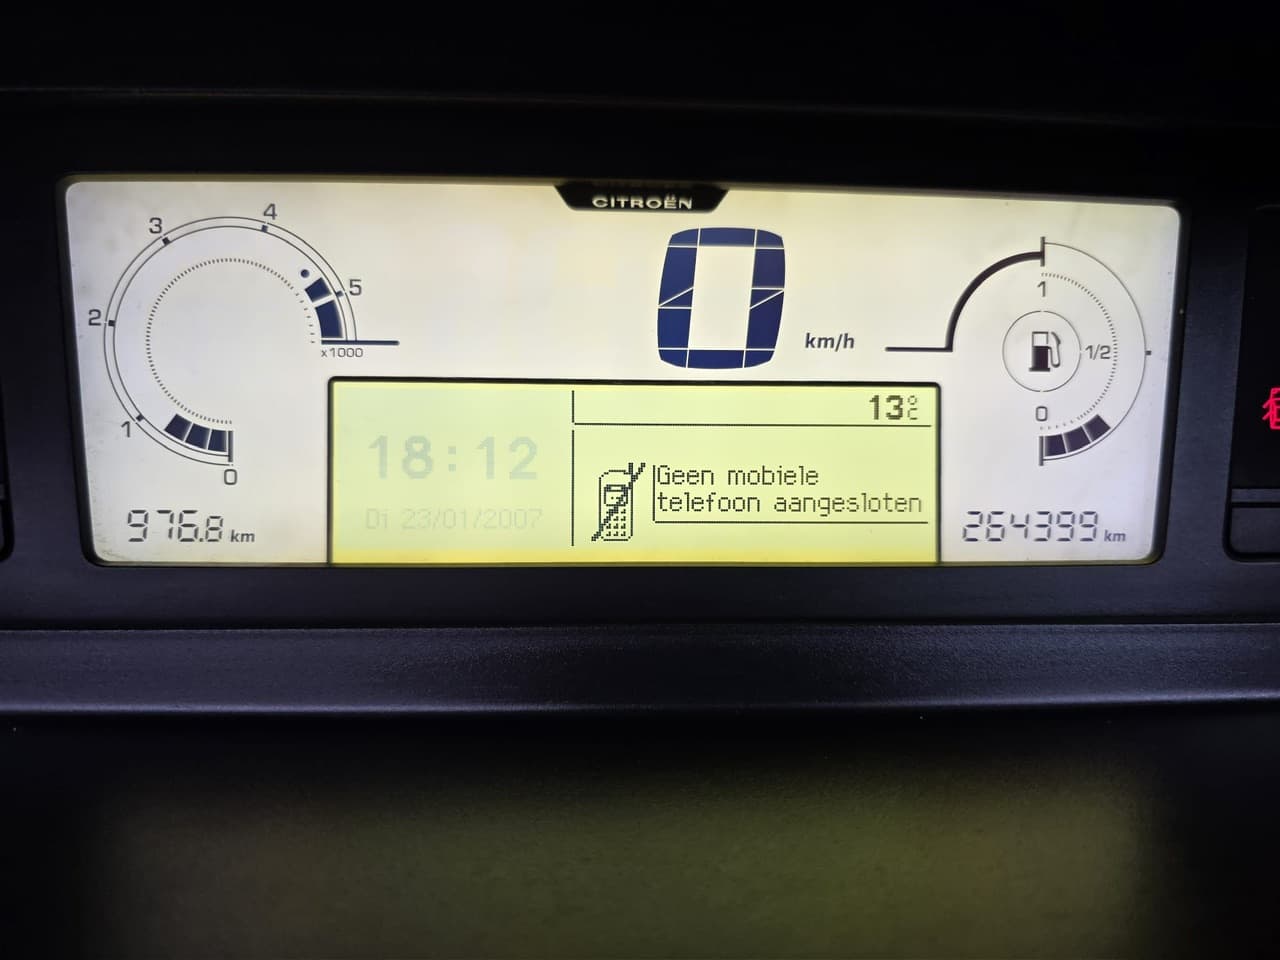 CITROËN
4
3
5
2
x1000
1
0
976.8 km
0
km/h
1
1/2
0
264399 km
13°C
18:12
Di 23/01/2007
Geen mobiele
telefoon aangesloten